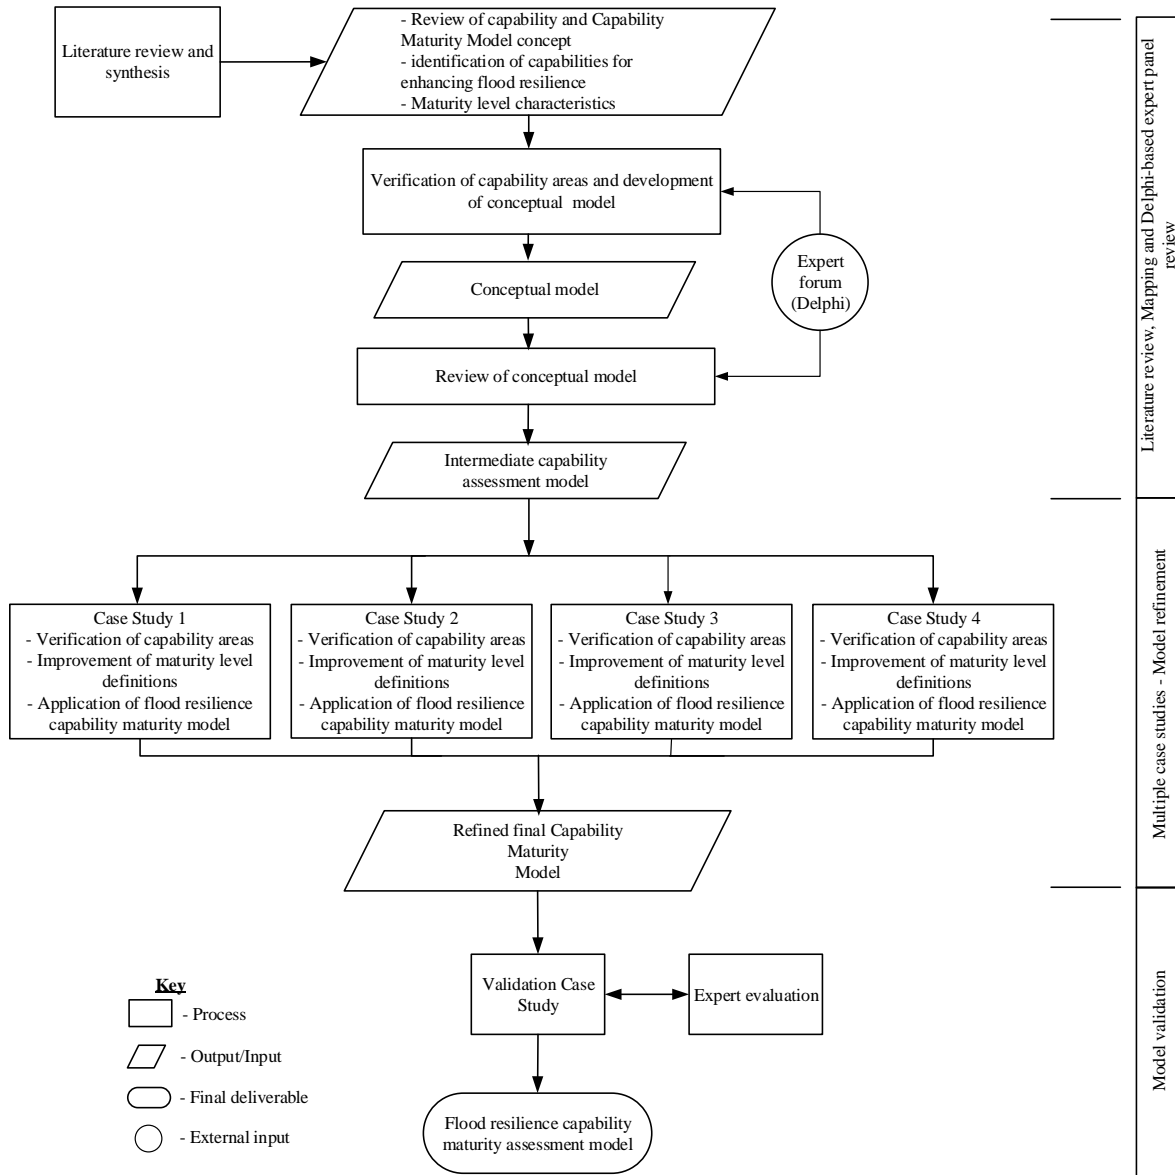 Literature review and
synthesis
- Review of capability and Capability
Maturity Model concept
- identification of capabilities for
enhancing flood resilience
- Maturity level characteristics
Verification of capability areas and development
of conceptual model
Conceptual model
Expert
forum
(Delphi)
Review of conceptual model
Intermediate capability
assessment model
Literature review, Mapping and Delphi-based expert panel
review
Case Study 1
- Verification of capability areas
- Improvement of maturity level
definitions
- Application of flood resilience
capability maturity model
Case Study 2
- Verification of capability areas
- Improvement of maturity level
definitions
- Application of flood resilience
capability maturity model
Case Study 3
- Verification of capability areas
- Improvement of maturity level
definitions
- Application of flood resilience
capability maturity model
Case Study 4
- Verification of capability areas
- Improvement of maturity level
definitions
- Application of flood resilience
capability maturity model
Multiple case studies - Model refinement
Refined final Capability
Maturity
Model
Validation Case
Study
Expert evaluation
Model validation
Flood resilience capability
maturity assessment model
Key
- Process
- Output/Input
- Final deliverable
- External input